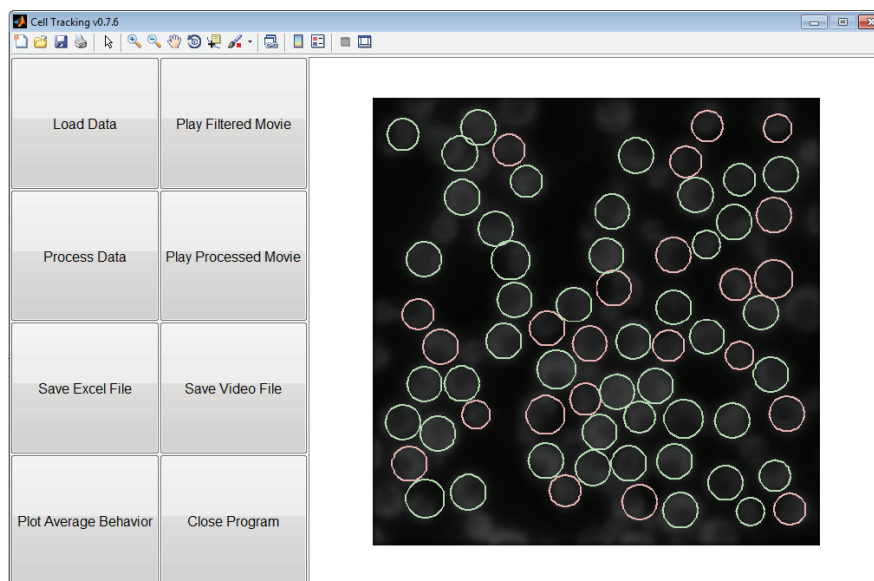 Cell Tracking v0.7.6
Load Data
Play Filtered Movie
Process Data
Play Processed Movie
Save Excel File
Save Video File
Plot Average Behavior
Close Program